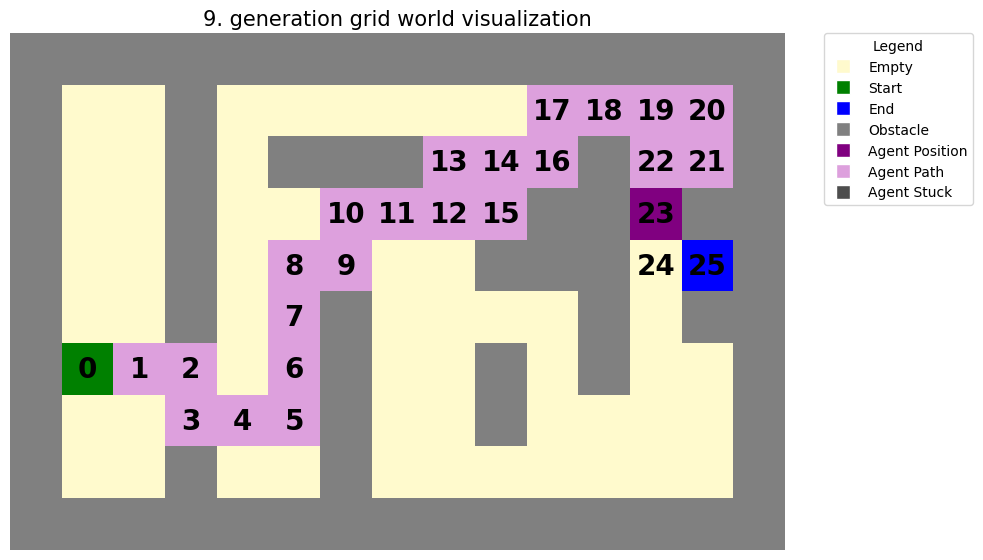 9. generation grid world visualization
17 18 19 20
13 14 16 22 21
10 11 12 15 23
8 9 24 25
7
0 1 2 6
3 4 5
Legend
Empty
Start
End
Obstacle
Agent Position
Agent Path
Agent Stuck